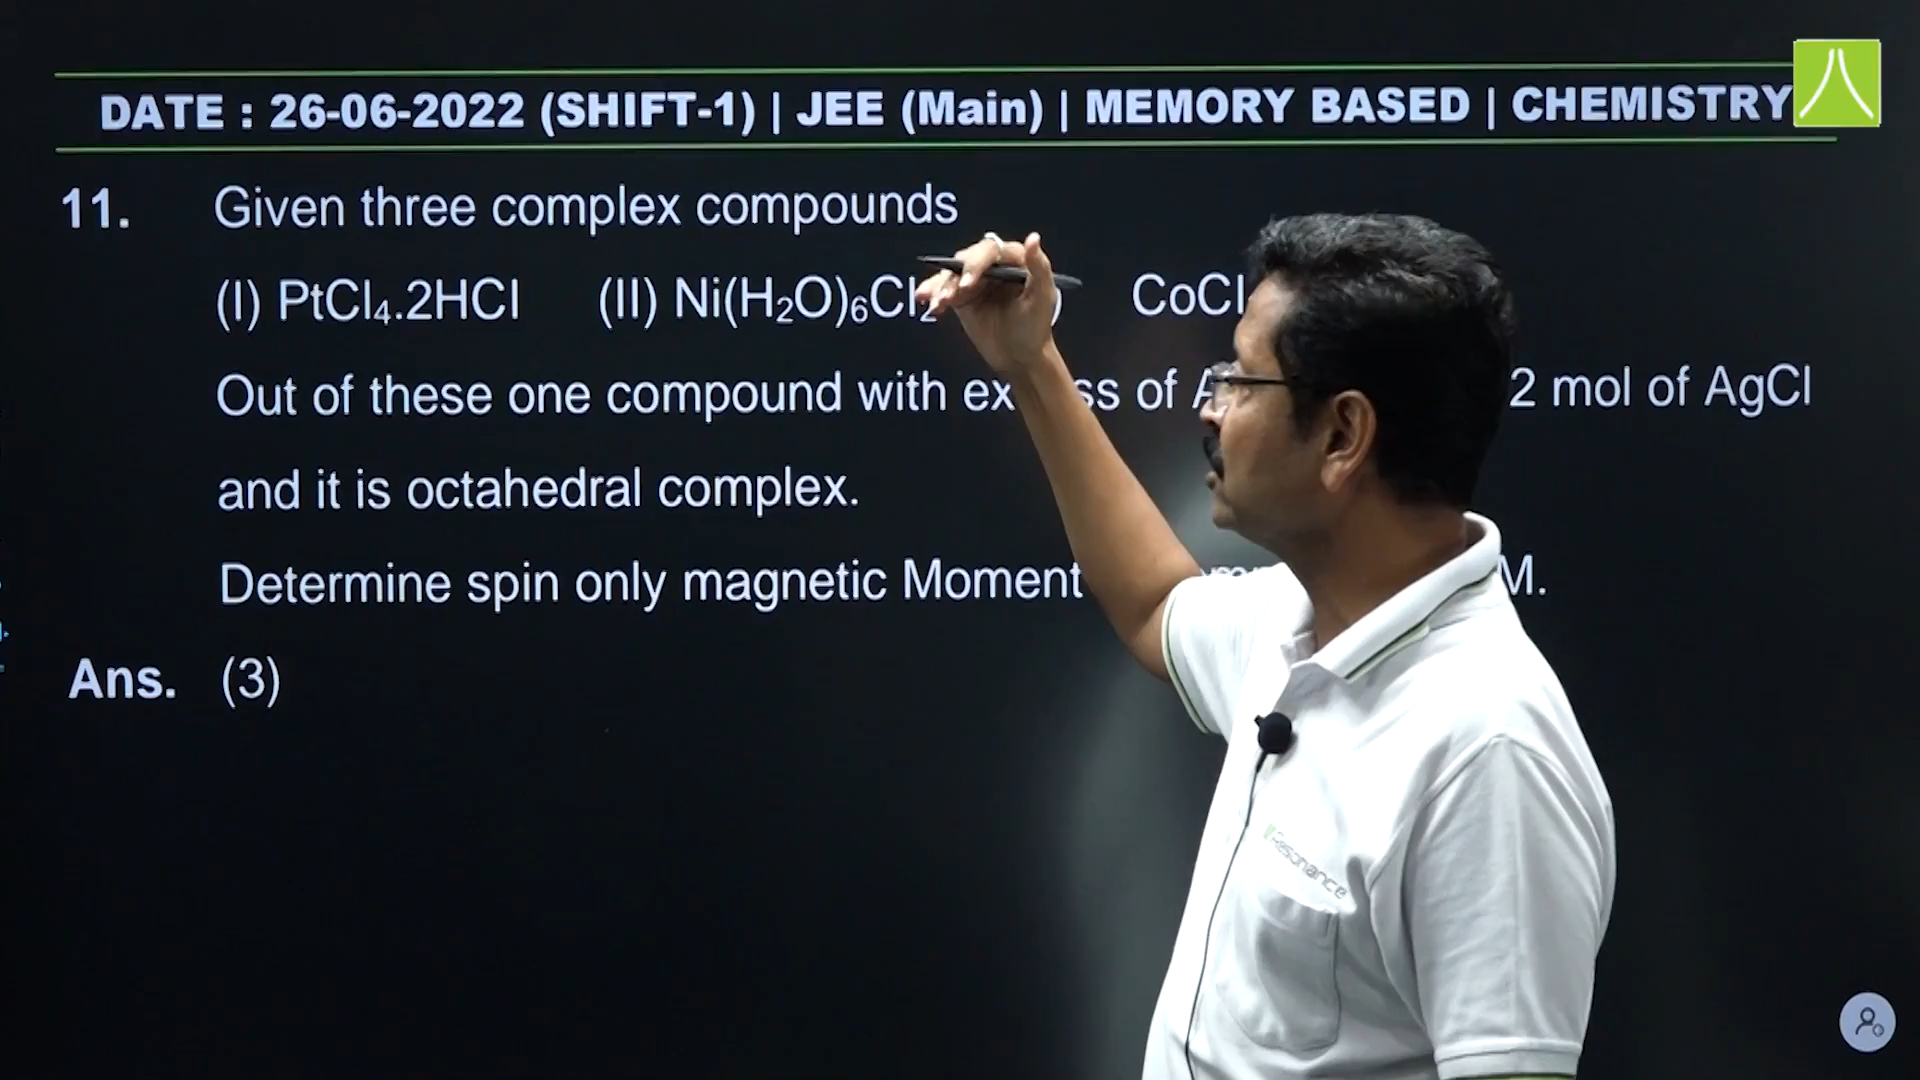 DATE : 26-06-2022 (SHIFT-1) | JEE (Main) | MEMORY BASED | CHEMISTRY
11. Given three complex compounds
(I) PtCl₄.2HCl (II) Ni(H₂O)₆Cl₂ ) CoCl
Out of these one compound with of 2 mol of AgCl
and it is octahedral complex.
Determine spin only magnetic Moment M.
Ans. (3)
Resonance